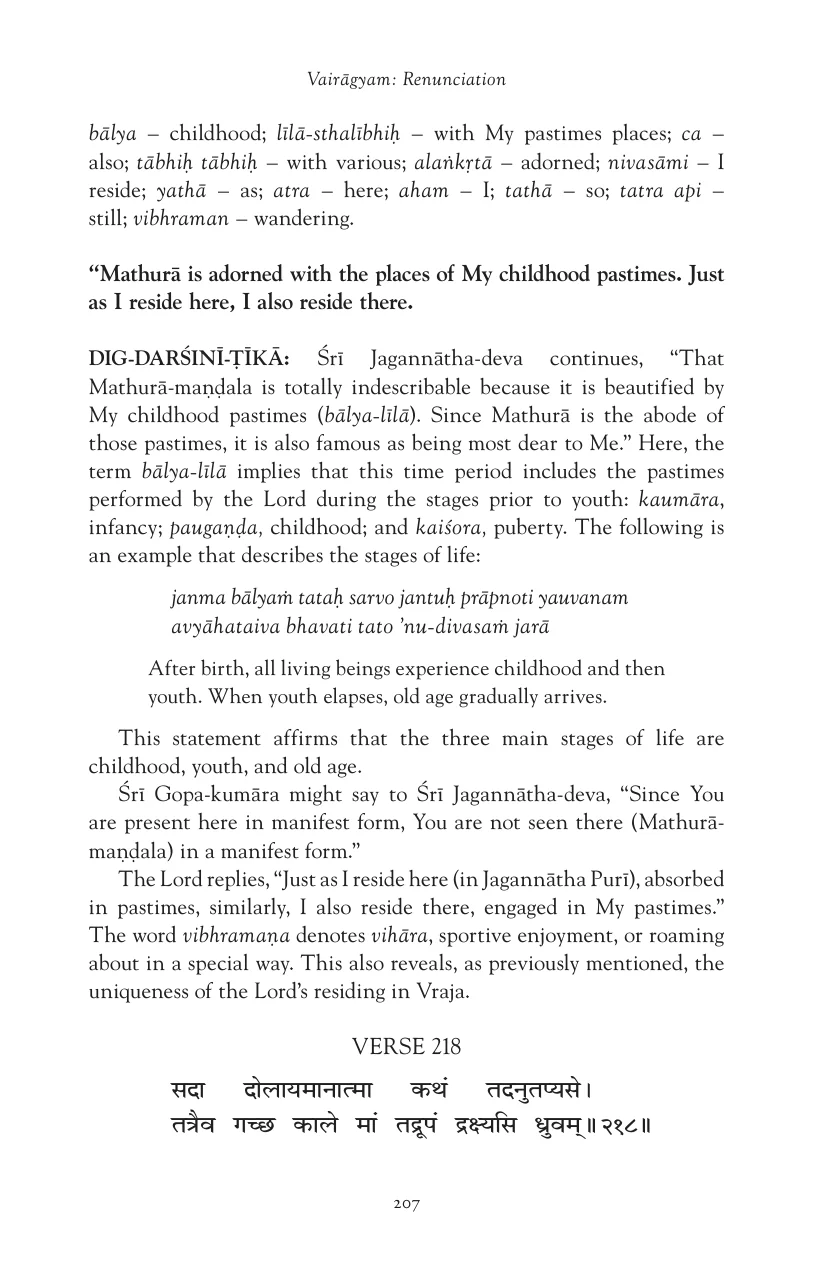 Vairāgyam: Renunciation
bālya – childhood; līlā-sthalībhiḥ – with My pastimes places; ca –
also; tābhiḥ tābhiḥ – with various; alaṅkṛtā – adorned; nivasāmi – I
reside; yathā – as; atra – here; aham – I; tathā – so; tatra api –
still; vibhraman – wandering.
“Mathurā is adorned with the places of My childhood pastimes. Just
as I reside here, I also reside there.
DIG-DARŚINĪ-ṬĪKĀ: Śrī Jagannātha-deva continues, “That
Mathurā-maṇḍala is totally indescribable because it is beautified by
My childhood pastimes (bālya-līlā). Since Mathurā is the abode of
those pastimes, it is also famous as being most dear to Me.” Here, the
term bālya-līlā implies that this time period includes the pastimes
performed by the Lord during the stages prior to youth: kaumāra,
infancy; paugaṇḍa, childhood; and kaiśora, puberty. The following is
an example that describes the stages of life:
janma bālyaṁ tataḥ sarvo jantuḥ prāpnoti yauvanam
avyāhataiva bhavati tato ’nu-divasaṁ jarā
After birth, all living beings experience childhood and then
youth. When youth elapses, old age gradually arrives.
This statement affirms that the three main stages of life are
childhood, youth, and old age.
Śrī Gopa-kumāra might say to Śrī Jagannātha-deva, “Since You
are present here in manifest form, You are not seen there (Mathurā-
maṇḍala) in a manifest form.”
The Lord replies, “Just as I reside here (in Jagannātha Purī), absorbed
in pastimes, similarly, I also reside there, engaged in My pastimes.”
The word vibhramaṇa denotes vihāra, sportive enjoyment, or roaming
about in a special way. This also reveals, as previously mentioned, the
uniqueness of the Lord’s residing in Vraja.
VERSE 218
सदा दोलायमानात्मा कथं तदनुतप्यसे।
तत्रैव गच्छ काले मां तद्रूपं द्रक्ष्यसि ध्रुवम्॥२१८॥
207